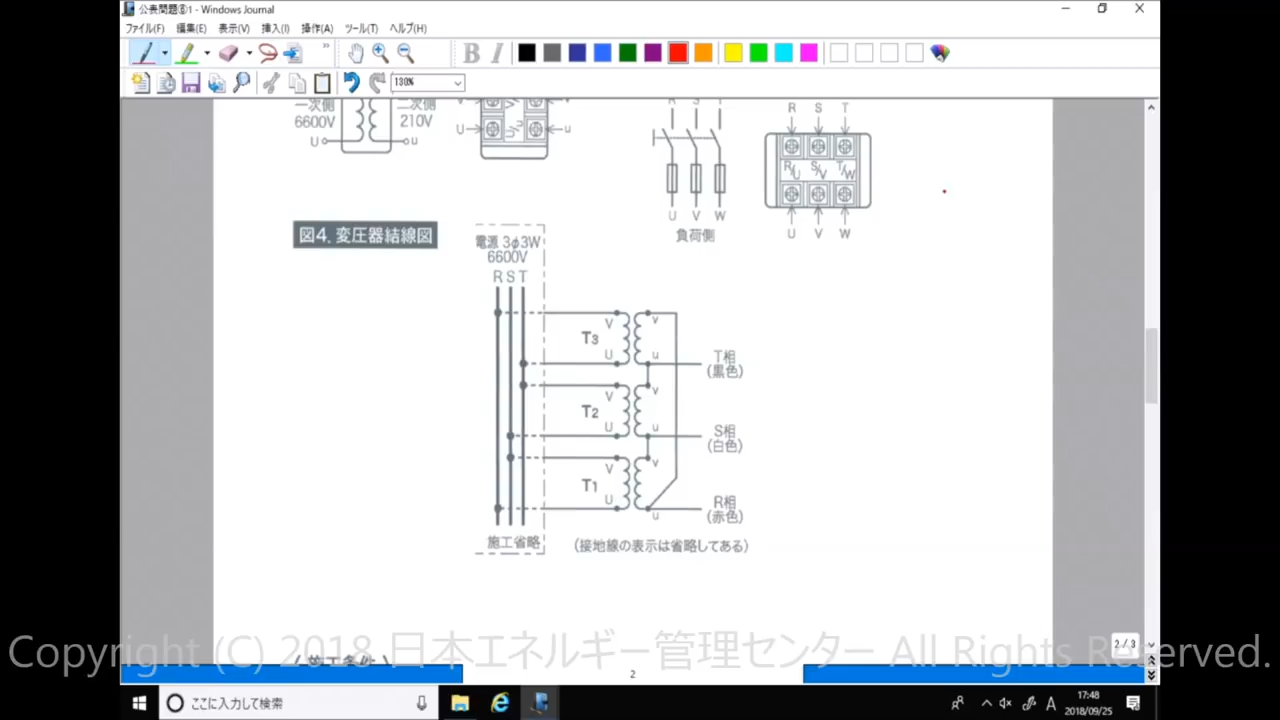 公表問題⑧1 - Windows Journal
ファイル(F) 編集(E) 表示(V) 挿入(I) 操作(A) ツール(T) ヘルプ(H)
B I
130%
一次側 二次側
6600V 210V
U u
U u
R S T
R S T
R/U S/V T/W
U V W
負荷側
U V W
図4. 変圧器結線図
電源 3φ3W
6600V
R S T
V v
T3
U u
T相
(黒色)
V v
T2
U u
S相
(白色)
V v
T1
U u
R相
(赤色)
施工省略
(接地線の表示は省略してある)
2 / 3
Copyright (C) 2018 日本エネルギー管理センター All Rights Reserved.
2
ここに入力して検索
A
17:48
2018/09/25